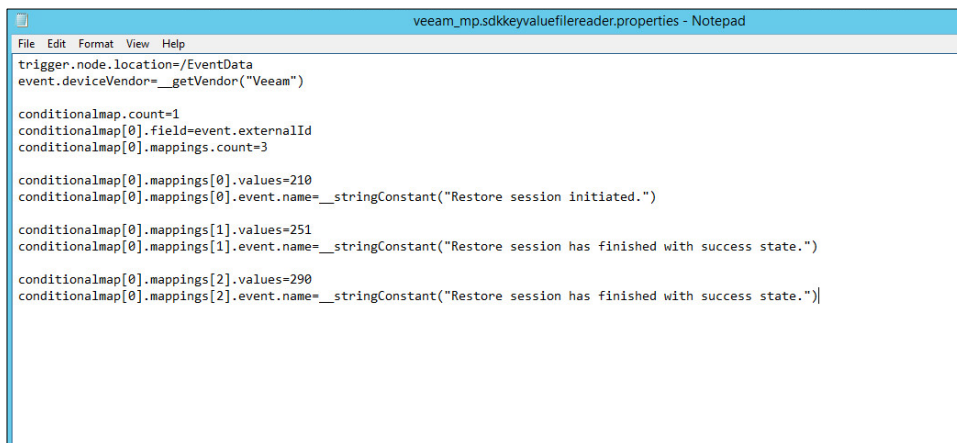 veeam_mp.sdkkeyvaluefilereader.properties - Notepad
File Edit Format View Help
trigger.node.location=/EventData
event.deviceVendor=__getVendor("Veeam")
conditionalmap.count=1
conditionalmap[0].field=event.externalId
conditionalmap[0].mappings.count=3
conditionalmap[0].mappings[0].values=210
conditionalmap[0].mappings[0].event.name=__stringConstant("Restore session initiated.")
conditionalmap[0].mappings[1].values=251
conditionalmap[0].mappings[1].event.name=__stringConstant("Restore session has finished with success state.")
conditionalmap[0].mappings[2].values=290
conditionalmap[0].mappings[2].event.name=__stringConstant("Restore session has finished with success state.")